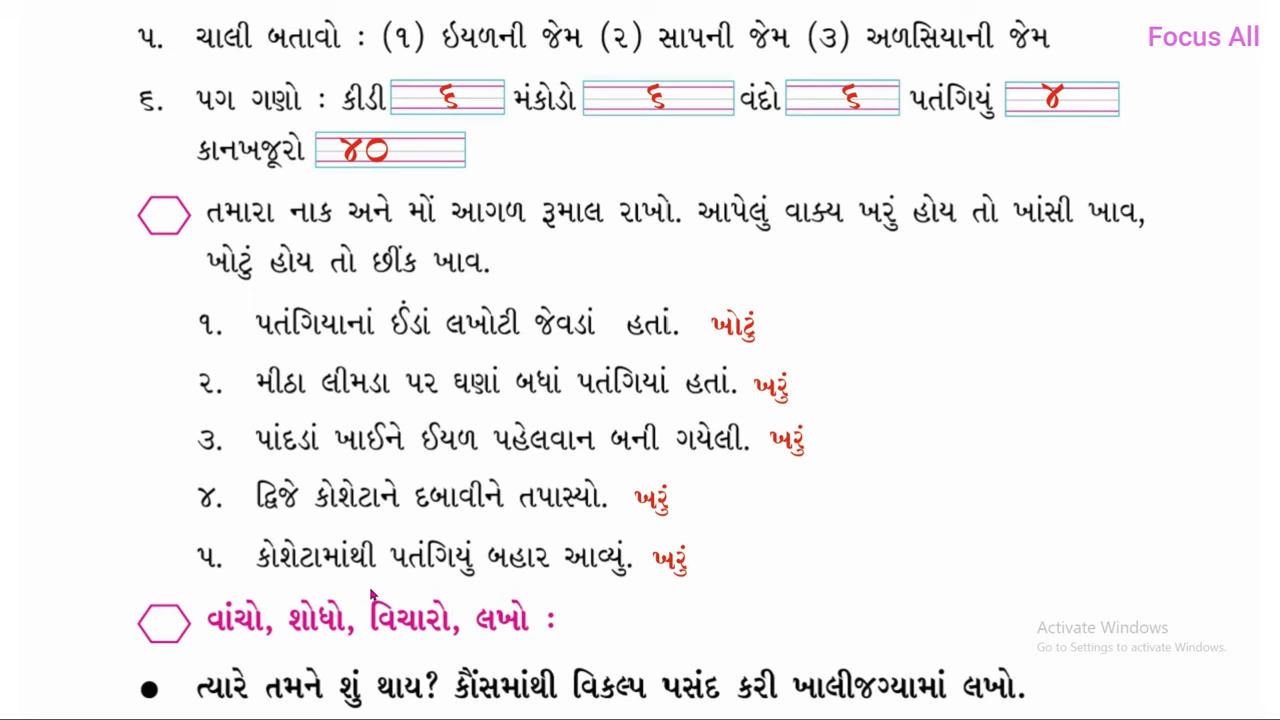 ૫. ચાલી બતાવો : (૧) ઇયળની જેમ (૨) સાપની જેમ (૩) અળસિયાની જેમ
Focus All
૬. પગ ગણો : કીડી ૬ મંકોડો ૬ વંદો ૬ પતંગિયું ૪
કાનખજૂરો ૪૦
તમારા નાક અને મોં આગળ રૂમાલ રાખો. આપેલું વાક્ય ખરું હોય તો ખાંસી ખાવ,
ખોટું હોય તો છીંક ખાવ.
૧. પતંગિયાનાં ઈંડાં લખોટી જેવડાં હતાં. ખોટું
૨. મીઠા લીમડા પર ઘણાં બધાં પતંગિયાં હતાં. ખરું
૩. પાંદડાં ખાઈને ઈયળ પહેલવાન બની ગયેલી. ખરું
૪. દ્વિજે કોશેટાને દબાવીને તપાસ્યો. ખરું
૫. કોશેટામાંથી પતંગિયું બહાર આવ્યું. ખરું
વાંચો, શોધો, વિચારો, લખો :
Activate Windows
Go to Settings to activate Windows.
● ત્યારે તમને શું થાય? કૌંસમાંથી વિકલ્પ પસંદ કરી ખાલીજગ્યામાં લખો.